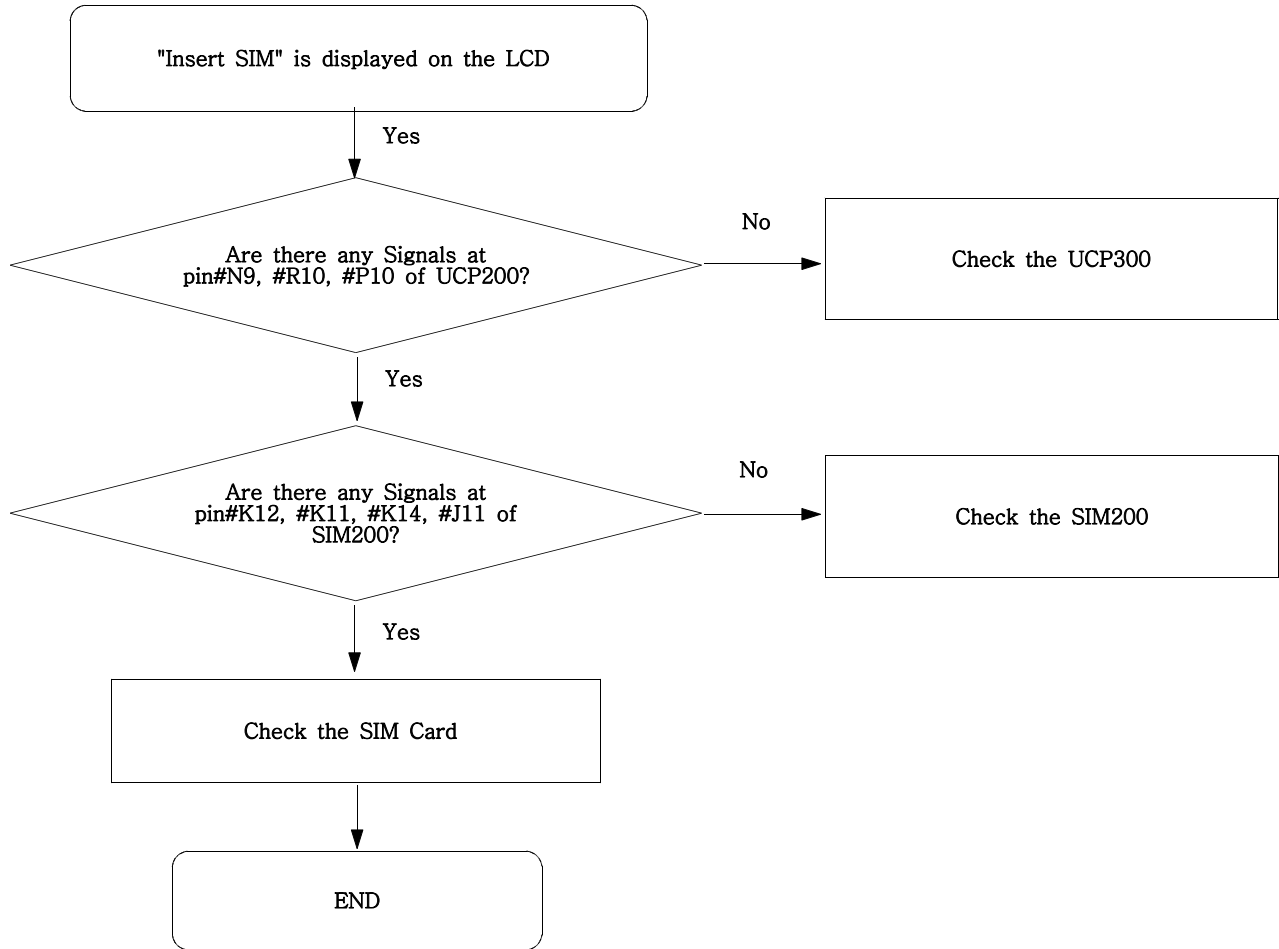 "Insert SIM" is displayed on the LCD
Yes
Are there any Signals at
pin#N9, #R10, #P10 of UCP200?
No
Check the UCP300
Yes
Are there any Signals at
pin#K12, #K11, #K14, #J11 of
SIM200?
No
Check the SIM200
Yes
Check the SIM Card
END